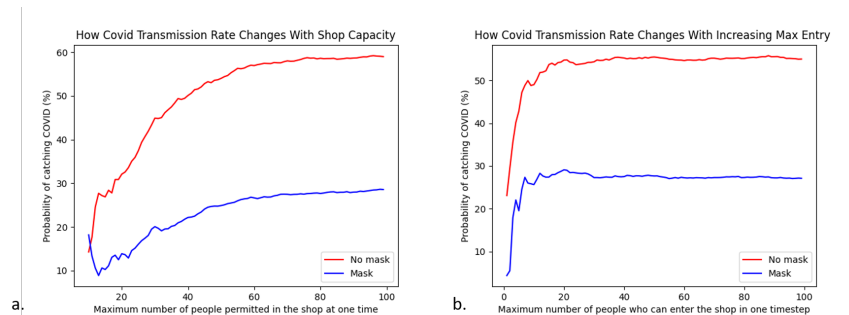 How Covid Transmission Rate Changes With Shop Capacity
Probability of catching COVID (%)
60
50
40
30
20
10
20
40
60
80
100
No mask
Mask
Maximum number of people permitted in the shop at one time
a.
How Covid Transmission Rate Changes With Increasing Max Entry
Probability of catching COVID (%)
50
40
30
20
10
0
20
40
60
80
100
No mask
Mask
Maximum number of people who can enter the shop in one timestep
b.